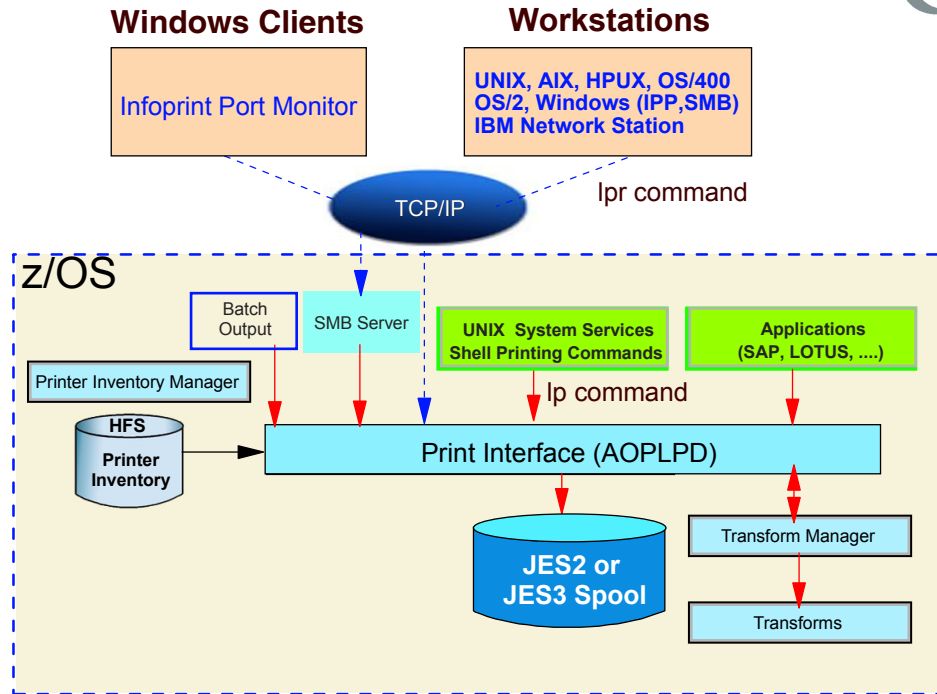 Windows Clients
Workstations
Infoprint Port Monitor
UNIX, AIX, HPUX, OS/400
OS/2, Windows (IPP,SMB)
IBM Network Station
TCP/IP
lpr command
z/OS
Batch
Output
SMB Server
UNIX System Services
Shell Printing Commands
Applications
(SAP, LOTUS, ....)
Printer Inventory Manager
lp command
HFS
Printer
Inventory
Print Interface (AOPLPD)
JES2 or
JES3 Spool
Transform Manager
Transforms